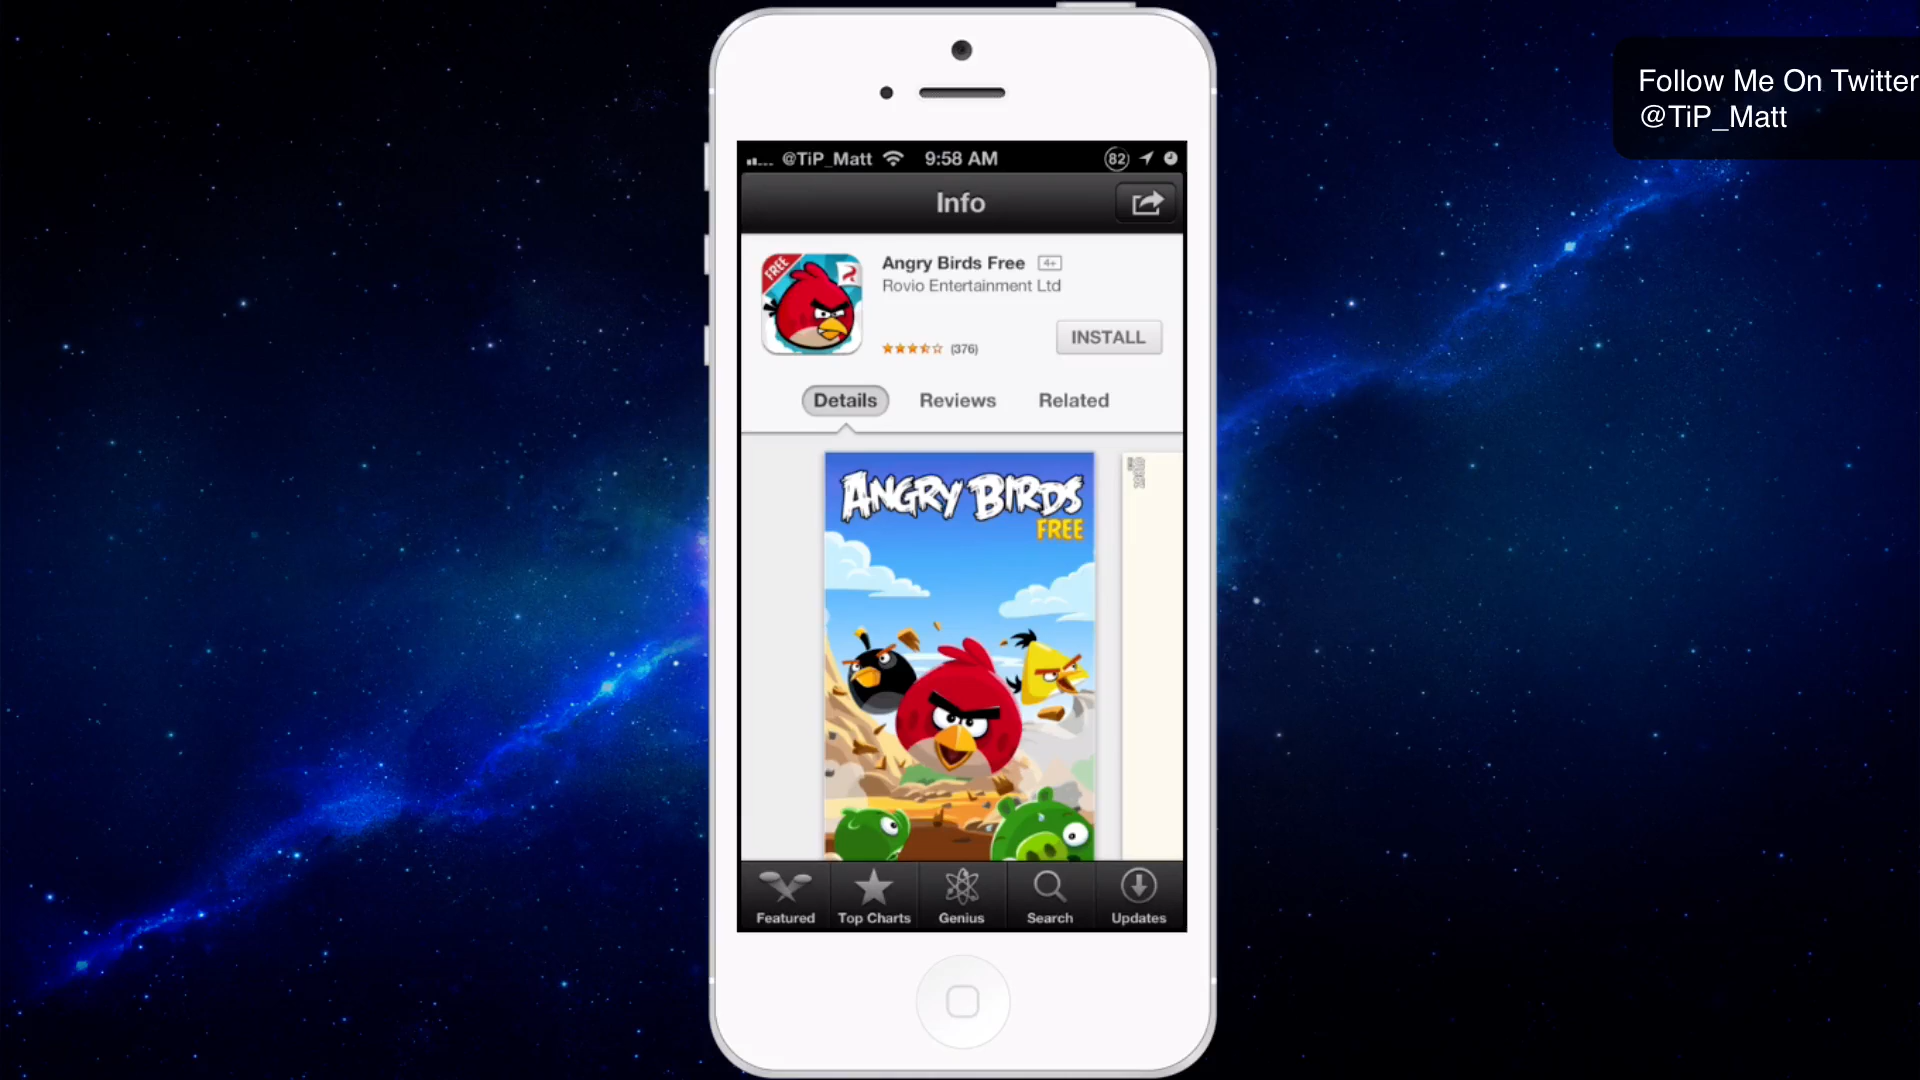 Follow Me On Twitter
@TiP_Matt
@TiP_Matt 9:58 AM 82
Info
FREE
Angry Birds Free 4+
Rovio Entertainment Ltd
(376)
INSTALL
Details Reviews Related
ANGRY BIRDS
FREE
Featured Top Charts Genius Search Updates